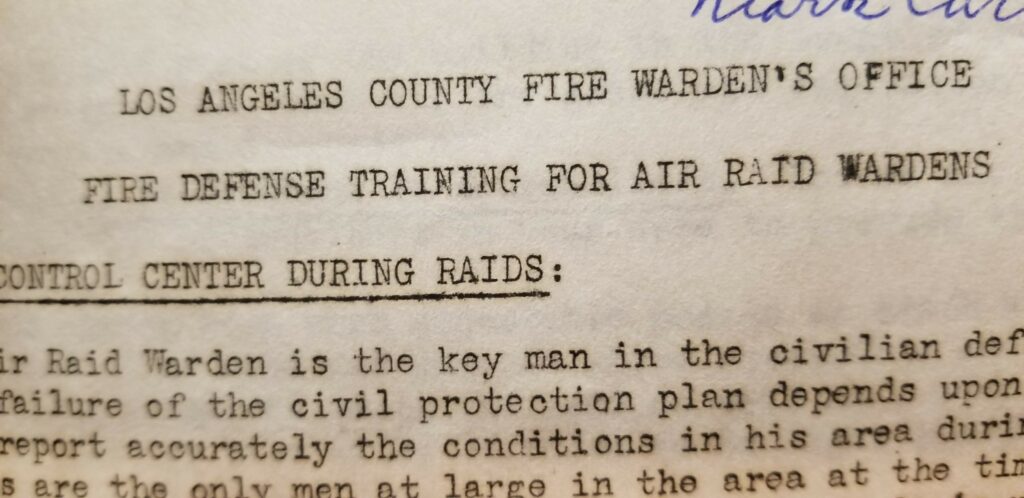 Mark
LOS ANGELES COUNTY FIRE WARDEN'S OFFICE
FIRE DEFENSE TRAINING FOR AIR RAID WARDENS
CONTROL CENTER DURING RAIDS:
ir Raid Warden is the key man in the civilian def
failure of the civil protection plan depends upon
report accurately the conditions in his area durin
s are the only men at large in the area at the tim